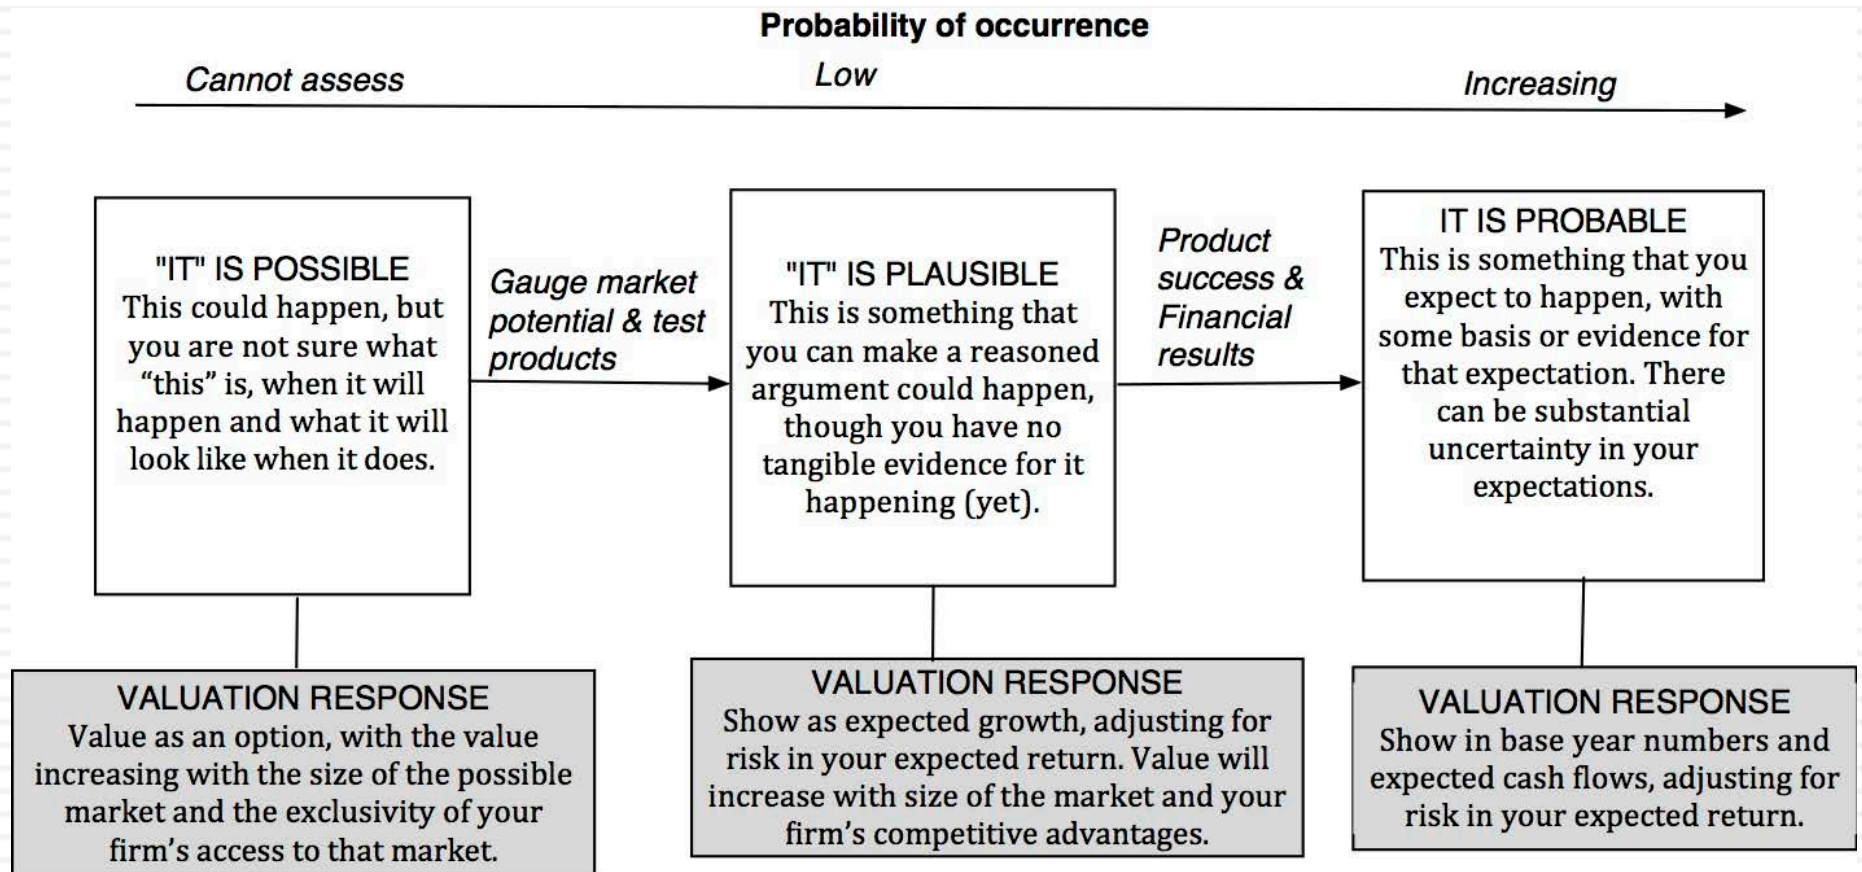 Probability of occurrence
Cannot assess
Low
Increasing
"IT" IS POSSIBLE
This could happen, but
you are not sure what
“this” is, when it will
happen and what it will
look like when it does.
Gauge market
potential & test
products
"IT" IS PLAUSIBLE
This is something that
you can make a reasoned
argument could happen,
though you have no
tangible evidence for it
happening (yet).
Product
success &
Financial
results
IT IS PROBABLE
This is something that you
expect to happen, with
some basis or evidence for
that expectation. There
can be substantial
uncertainty in your
expectations.
VALUATION RESPONSE
Value as an option, with the value
increasing with the size of the possible
market and the exclusivity of your
firm’s access to that market.
VALUATION RESPONSE
Show as expected growth, adjusting for
risk in your expected return. Value will
increase with size of the market and your
firm’s competitive advantages.
VALUATION RESPONSE
Show in base year numbers and
expected cash flows, adjusting for
risk in your expected return.